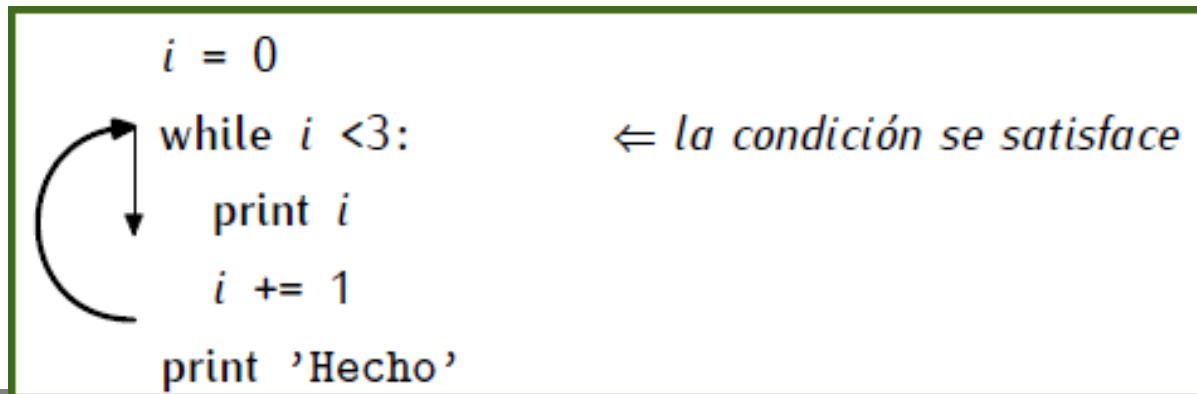 i = 0
while i <3: ⇐ la condición se satisface
print i
i += 1
print ’Hecho’